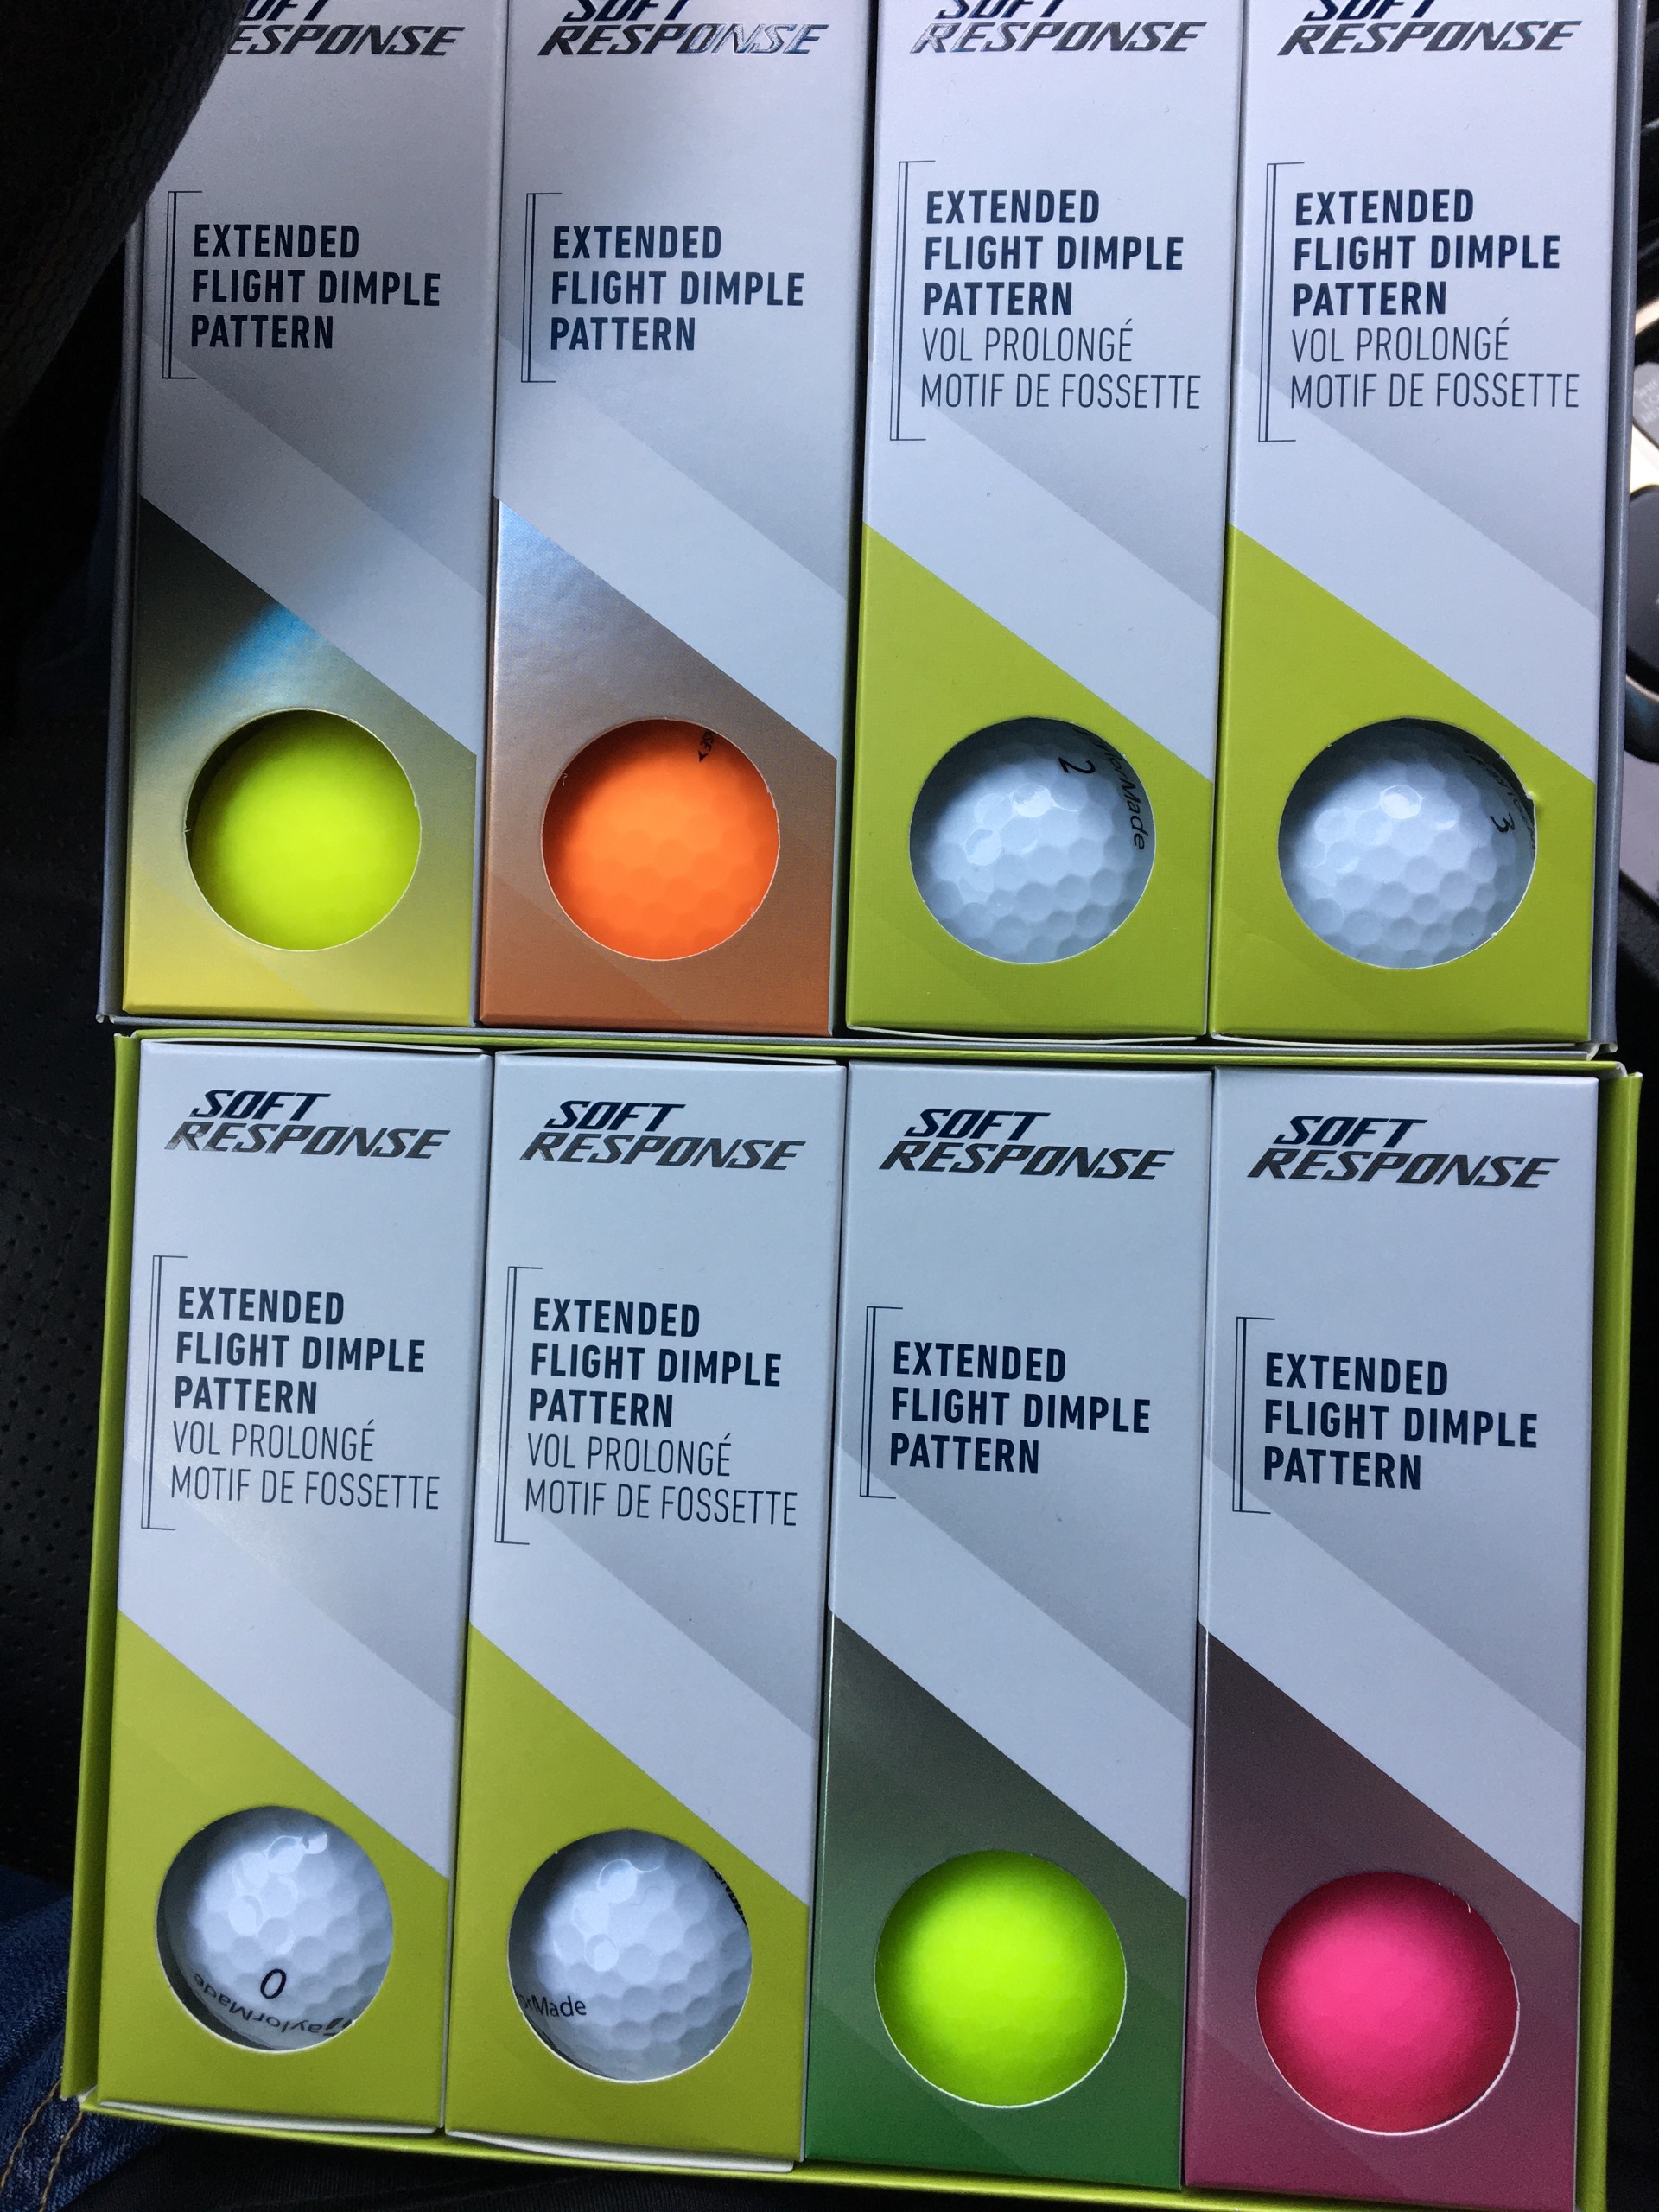 SOFT
RESPONSE
EXTENDED
FLIGHT DIMPLE
PATTERN
SOFT
RESPONSE
EXTENDED
FLIGHT DIMPLE
PATTERN
SOFT
RESPONSE
EXTENDED
FLIGHT DIMPLE
PATTERN
VOL PROLONGÉ
MOTIF DE FOSSETTE
2
TaylorMade
SOFT
RESPONSE
EXTENDED
FLIGHT DIMPLE
PATTERN
VOL PROLONGÉ
MOTIF DE FOSSETTE
3
SOFT
RESPONSE
EXTENDED
FLIGHT DIMPLE
PATTERN
VOL PROLONGÉ
MOTIF DE FOSSETTE
0
TaylorMade
SOFT
RESPONSE
EXTENDED
FLIGHT DIMPLE
PATTERN
VOL PROLONGÉ
MOTIF DE FOSSETTE
orMade
SOFT
RESPONSE
EXTENDED
FLIGHT DIMPLE
PATTERN
SOFT
RESPONSE
EXTENDED
FLIGHT DIMPLE
PATTERN